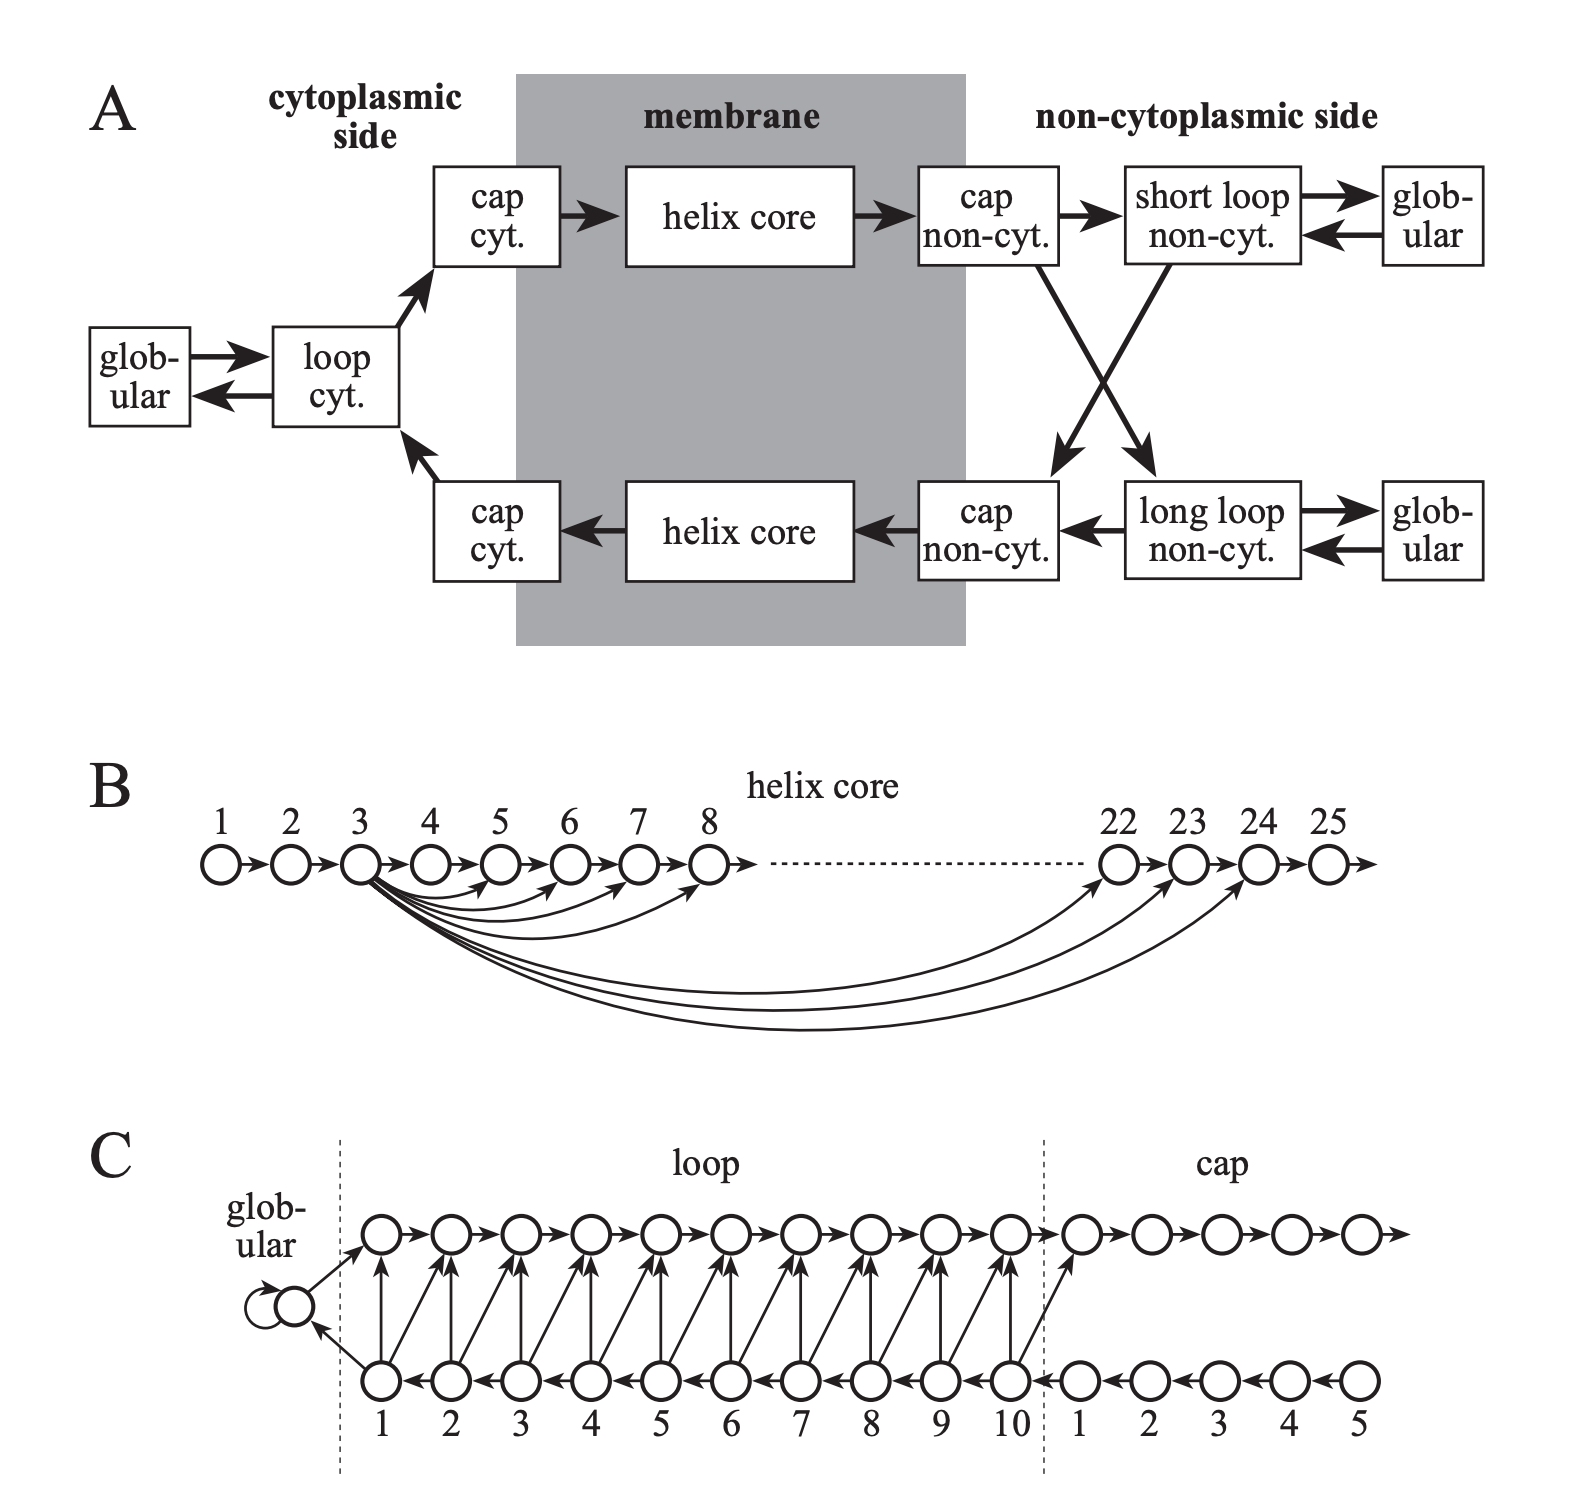 A
cytoplasmic
side
membrane
non-cytoplasmic side
cap
cyt.
helix core
cap
non-cyt.
short loop
non-cyt.
glob-
ular
glob-
ular
loop
cyt.
cap
cyt.
helix core
cap
non-cyt.
long loop
non-cyt.
glob-
ular
B
helix core
1 2 3 4 5 6 7 8 22 23 24 25
C
loop
cap
glob-
ular
1 2 3 4 5 6 7 8 9 10 1 2 3 4 5